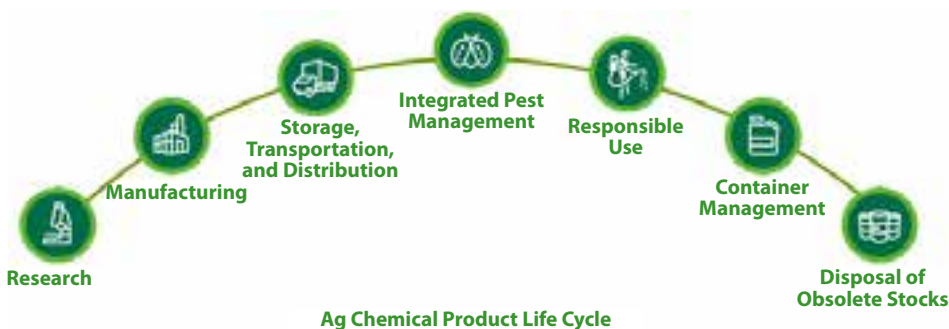 Research
Manufacturing
Storage,
Transportation,
and Distribution
Integrated Pest
Management
Responsible
Use
Container
Management
Disposal of
Obsolete Stocks
Ag Chemical Product Life Cycle